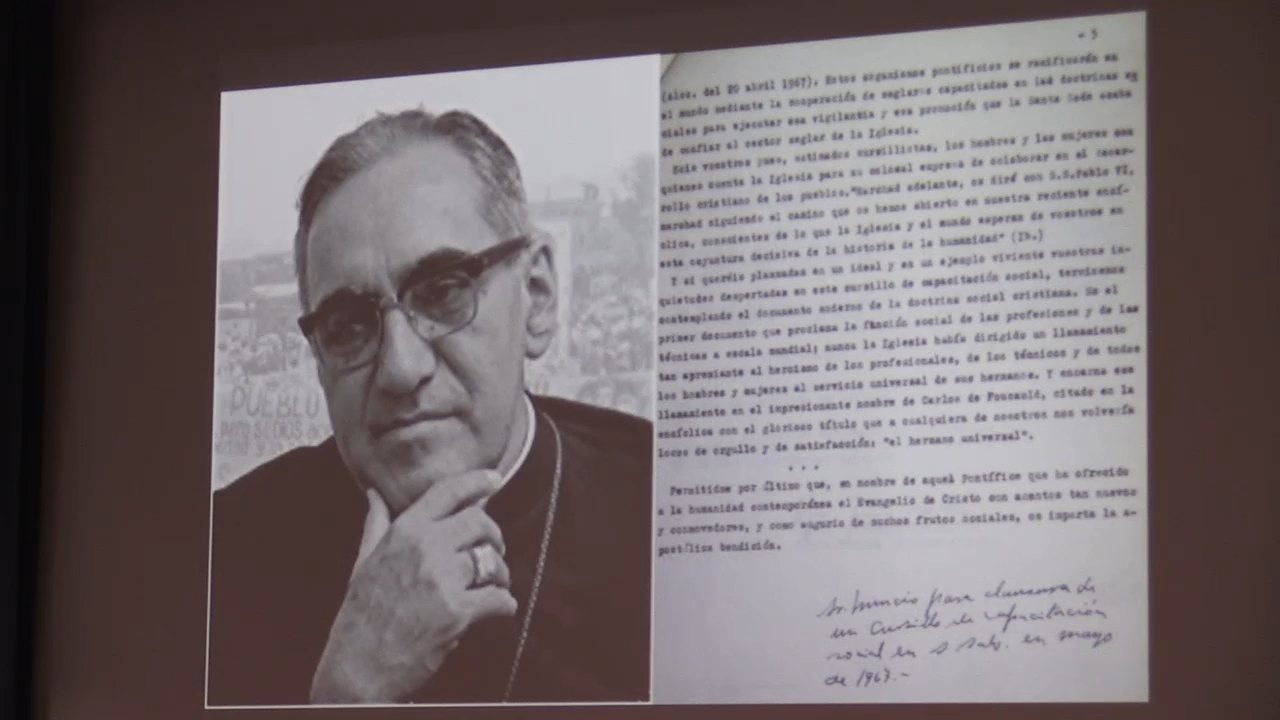 PUEBLO
- 5
(aloc. del 20 abril 1967). Estos organismos pontificios se ramificarán en
el mundo mediante la cooperación de seglares capacitados en las doctrinas so
ciales para ejecutar esa vigilantia y esa promoción que la Santa Sede acaba
de confiar al sector seglar de la Iglesia.
Sois vosotros pues, estimados cursillistas, los hombres y las mujeres con
quienes cuenta la Iglesia para su colosal empresa de colaborar en el desar-
rollo cristiano de los pueblos. "Marchad adelante, os diré con S.S.Pablo VI,
marchad siguiendo el camino que os hemos abierto en nuestra reciente encí-
clica, conscientes de lo que la Iglesia y el mundo esperan de vosotros en
esta coyuntura decisiva de la historia de la humanidad" (Ib.)
Y si queréis plasmadas en un ideal y en un ejemplo viviente vuestras in-
quietudes despertadas en este cursillo de capacitación social, terminemos
contemplando el documento moderno de la doctrina social cristiana. Es el
primer documento que proclama la función social de las profesiones y de las
técnicas a escala mundial; nunca la Iglesia había dirigido un llamamiento
tan apremiante al heroismo de los profesionales, de los técnicos y de todos
los hombres y mujeres al servicio universal de sus hermanos. Y encarna ese
llamamiento en el impresionante nombre de Carlos de Foucauld, citado en la
encíclica con el glorioso título que a cualquiera de nosotros nos volvería
locos de orgullo y de satisfacción: "el hermano universal".
...
Permitidme por último que, en nombre de aquel Pontífice que ha ofrecido
a la humanidad contemporánea el Evangelio de Cristo con acentos tan nuevos
y conmovedores, y como augurio de muchos frutos sociales, os imparta la a-
postólica bendición.
Nuncio para clausura de
un Cursillo de capacitación
social en S Salv. en mayo
de 1967.-